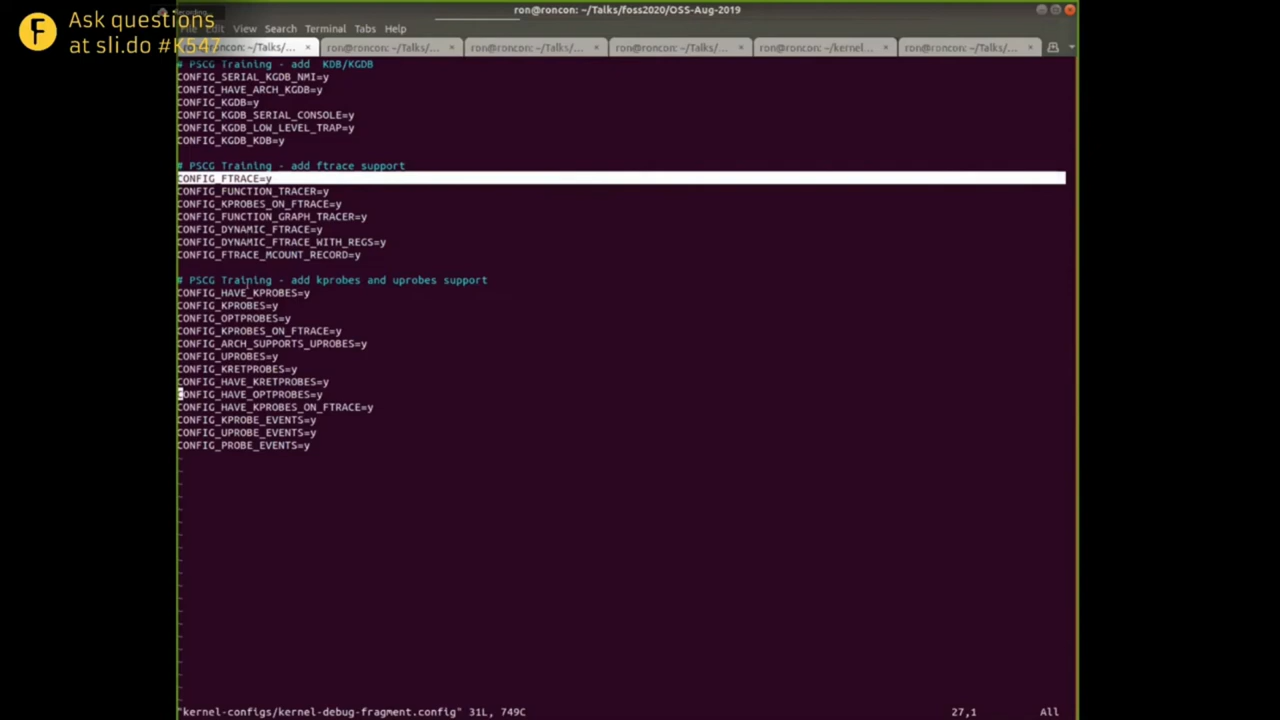 Ask questions
at sli.do #K547
ron@roncon: ~/Talks/foss2020/OSS-Aug-2019
Edit View Search Terminal Tabs Help
roncon: ~/Talks/... × ron@roncon: ~/Talks/... × ron@roncon: ~/Talks/... × ron@roncon: ~/Talks/... × ron@roncon: ~/kernel... × ron@roncon: ~/Talks/... ×
# PSCG Training - add KDB/KGDB
CONFIG_SERIAL_KGDB_NMI=y
CONFIG_HAVE_ARCH_KGDB=y
CONFIG_KGDB=y
CONFIG_KGDB_SERIAL_CONSOLE=y
CONFIG_KGDB_LOW_LEVEL_TRAP=y
CONFIG_KGDB_KDB=y
# PSCG Training - add ftrace support
CONFIG_FTRACE=y
CONFIG_FUNCTION_TRACER=y
CONFIG_KPROBES_ON_FTRACE=y
CONFIG_FUNCTION_GRAPH_TRACER=y
CONFIG_DYNAMIC_FTRACE=y
CONFIG_DYNAMIC_FTRACE_WITH_REGS=y
CONFIG_FTRACE_MCOUNT_RECORD=y
# PSCG Training - add kprobes and uprobes support
CONFIG_HAVE_KPROBES=y
CONFIG_KPROBES=y
CONFIG_OPTPROBES=y
CONFIG_KPROBES_ON_FTRACE=y
CONFIG_ARCH_SUPPORTS_UPROBES=y
CONFIG_UPROBES=y
CONFIG_KRETPROBES=y
CONFIG_HAVE_KRETPROBES=y
CONFIG_HAVE_OPTPROBES=y
CONFIG_HAVE_KPROBES_ON_FTRACE=y
CONFIG_KPROBE_EVENTS=y
CONFIG_UPROBE_EVENTS=y
CONFIG_PROBE_EVENTS=y
"kernel-configs/kernel-debug-fragment.config" 31L, 749C 27,1 All